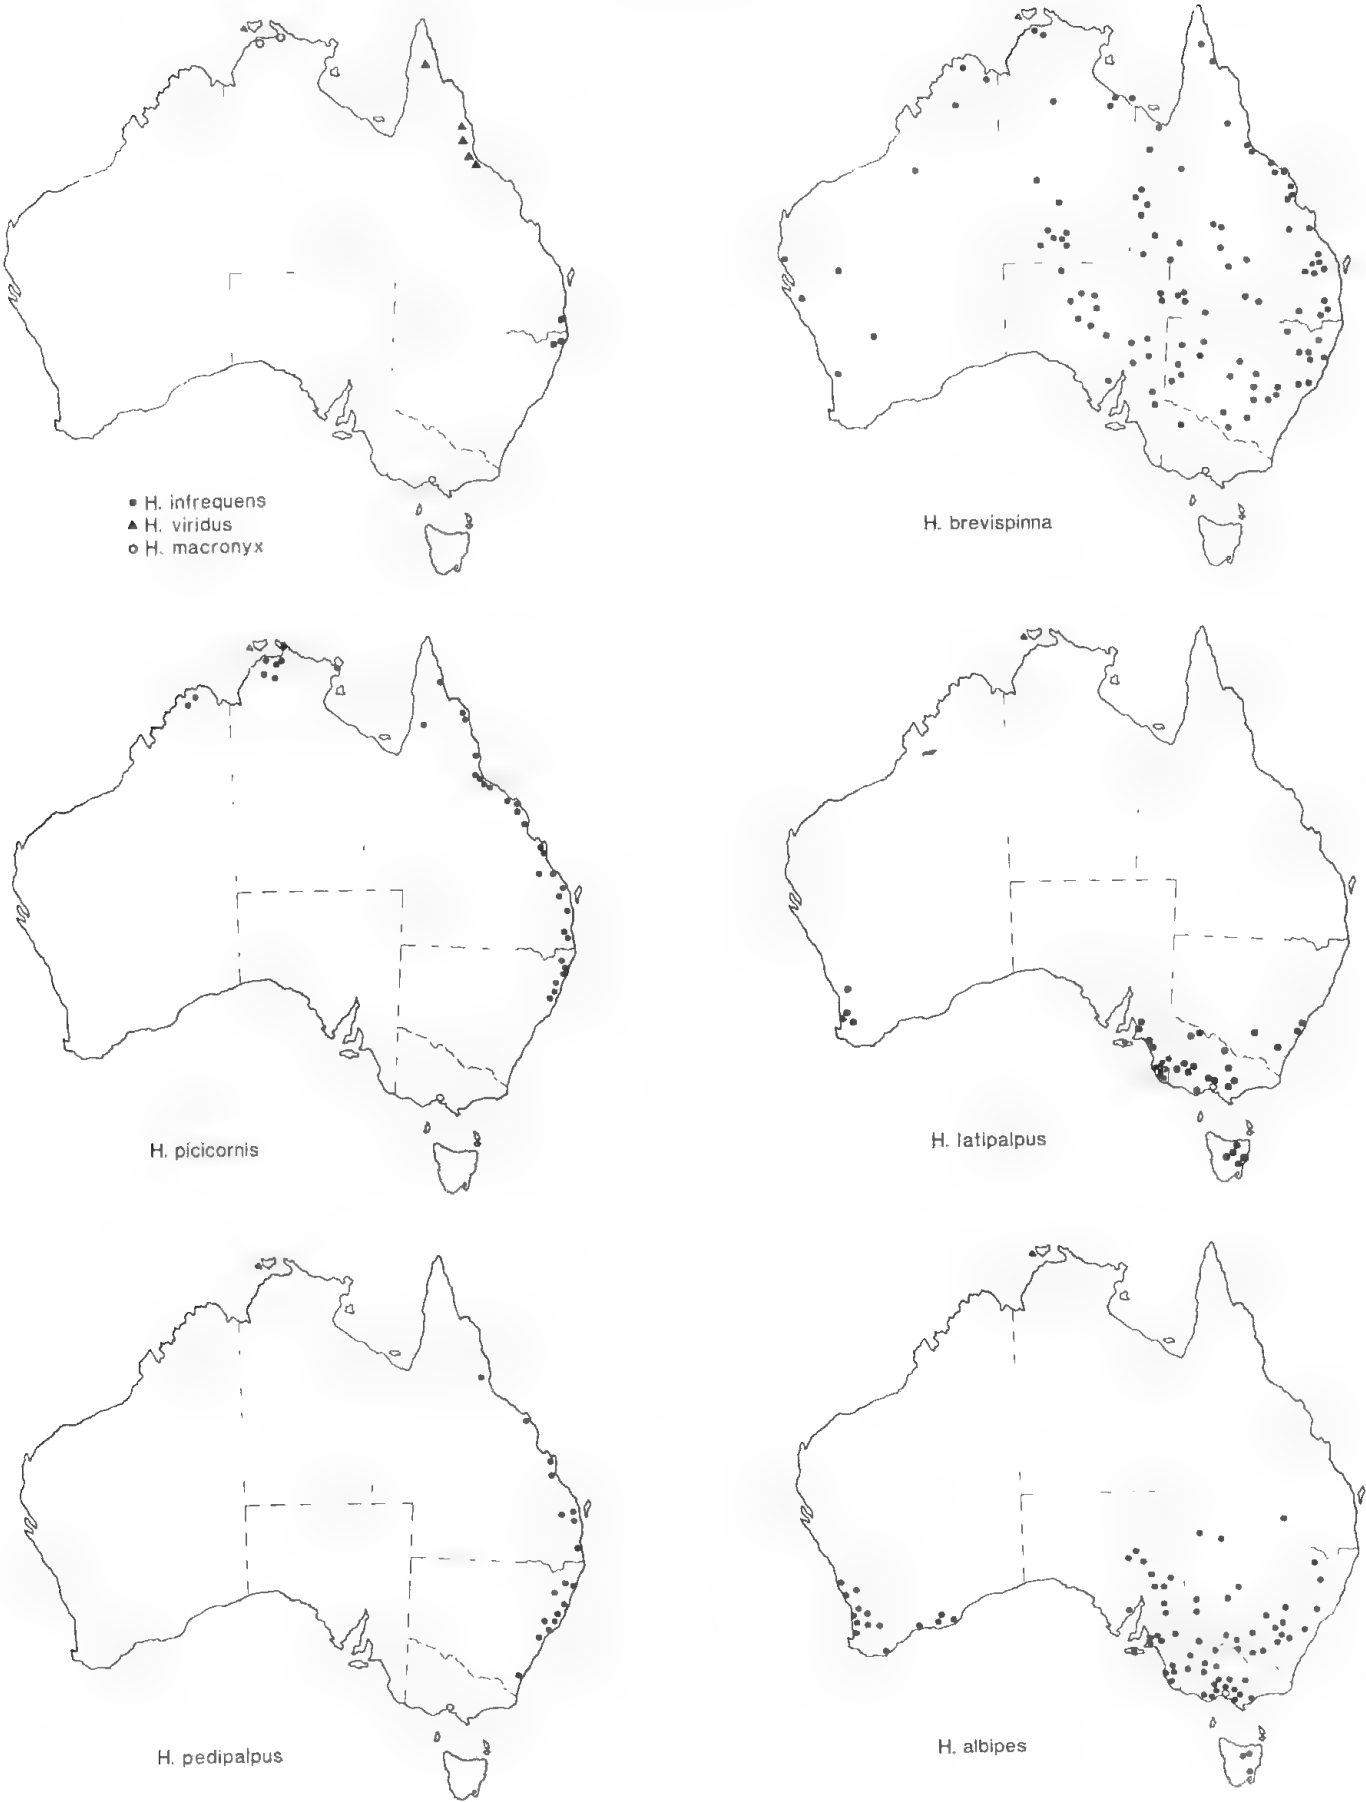 H. infrequens
H. viridus
H. macronyx
H. brevispinna
H. picicornis
H. latipalpus
H. pedipalpus
H. albipes